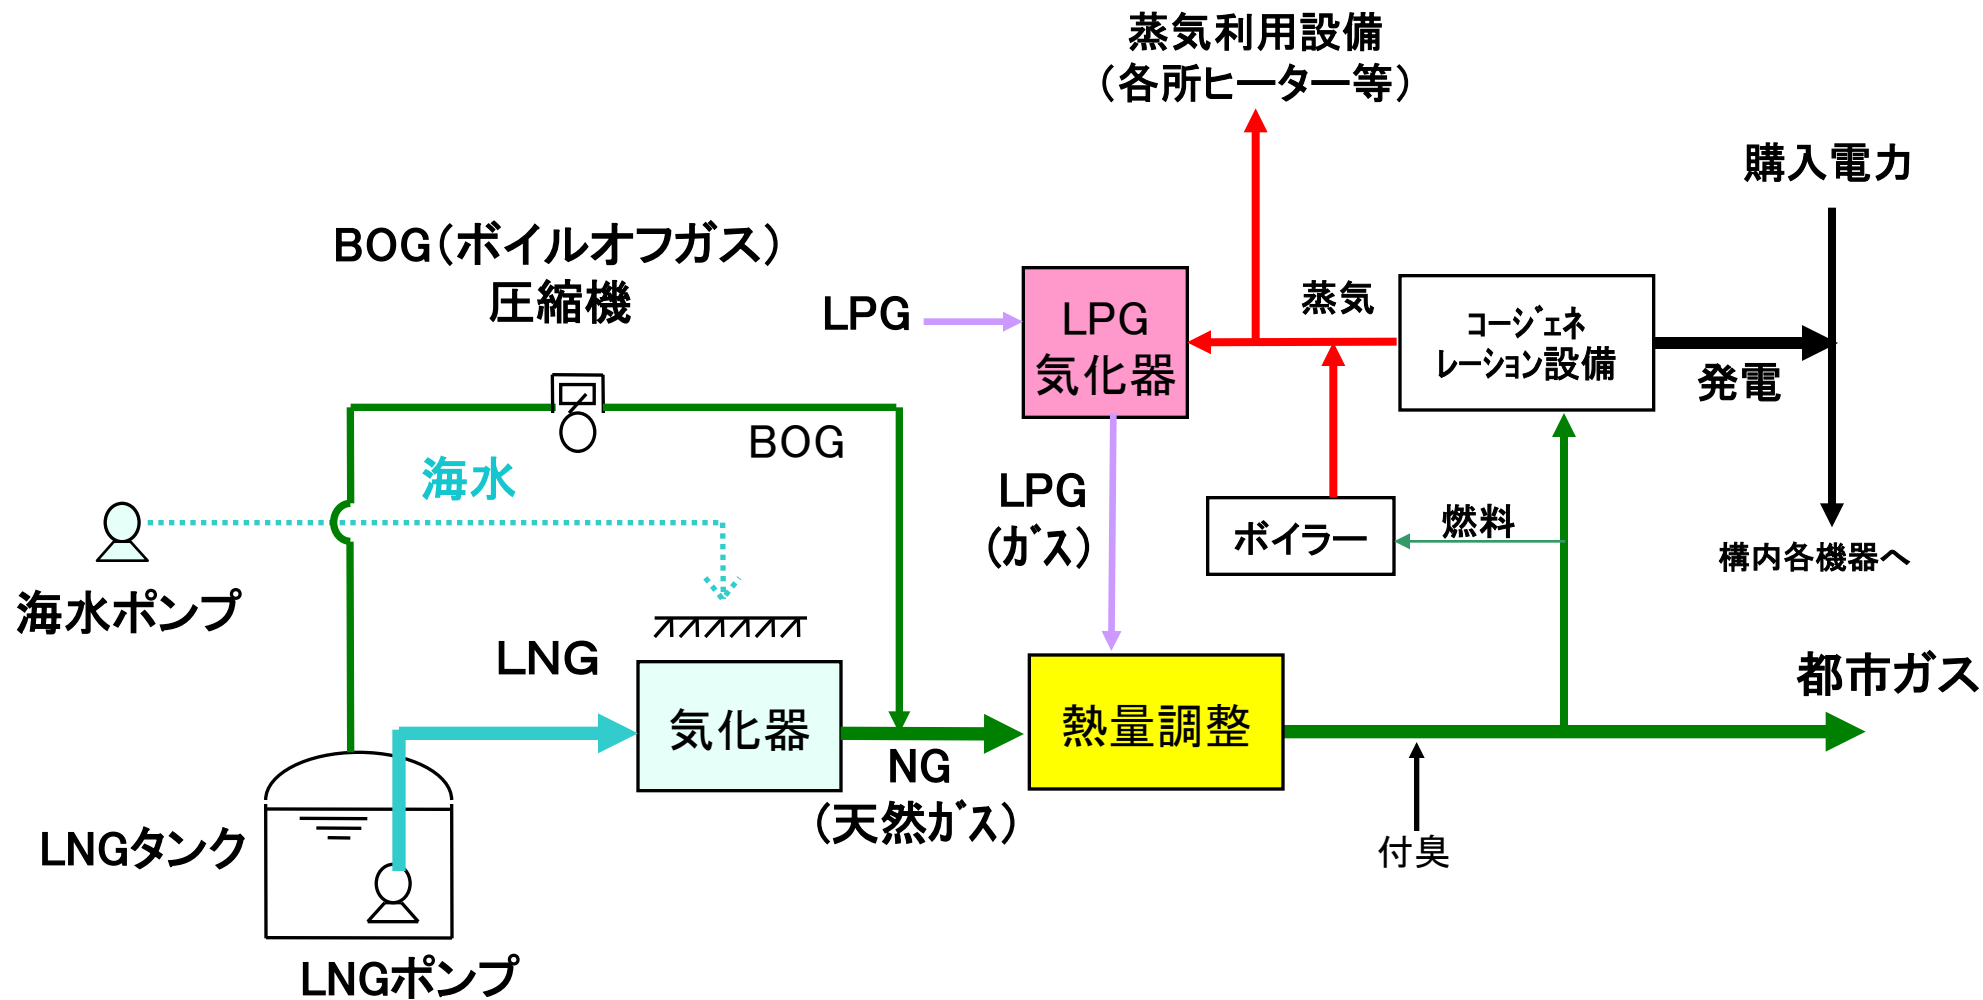 蒸気利用設備
（各所ヒーター等）
購入電力
BOG（ボイルオフガス）
圧縮機
LPG
LPG
気化器
蒸気
コージェネ
レーション設備
発電
BOG
海水
LPG
（ガス）
ボイラー
燃料
構内各機器へ
海水ポンプ
LNG
気化器
熱量調整
都市ガス
NG
（天然ガス）
付臭
LNGタンク
LNGポンプ